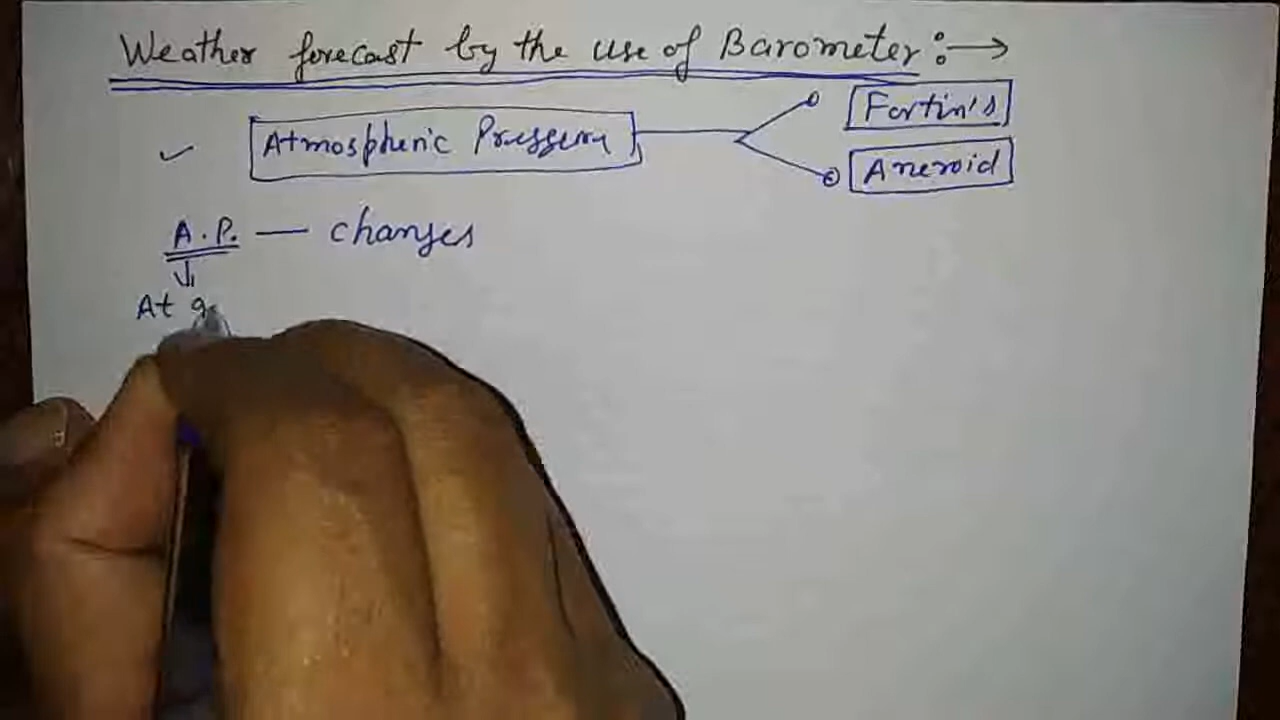 Weather forecast by the use of Barometer :→
Fortin's
✓ Atmospheric Pressure
Aneroid
A.P. — changes
At